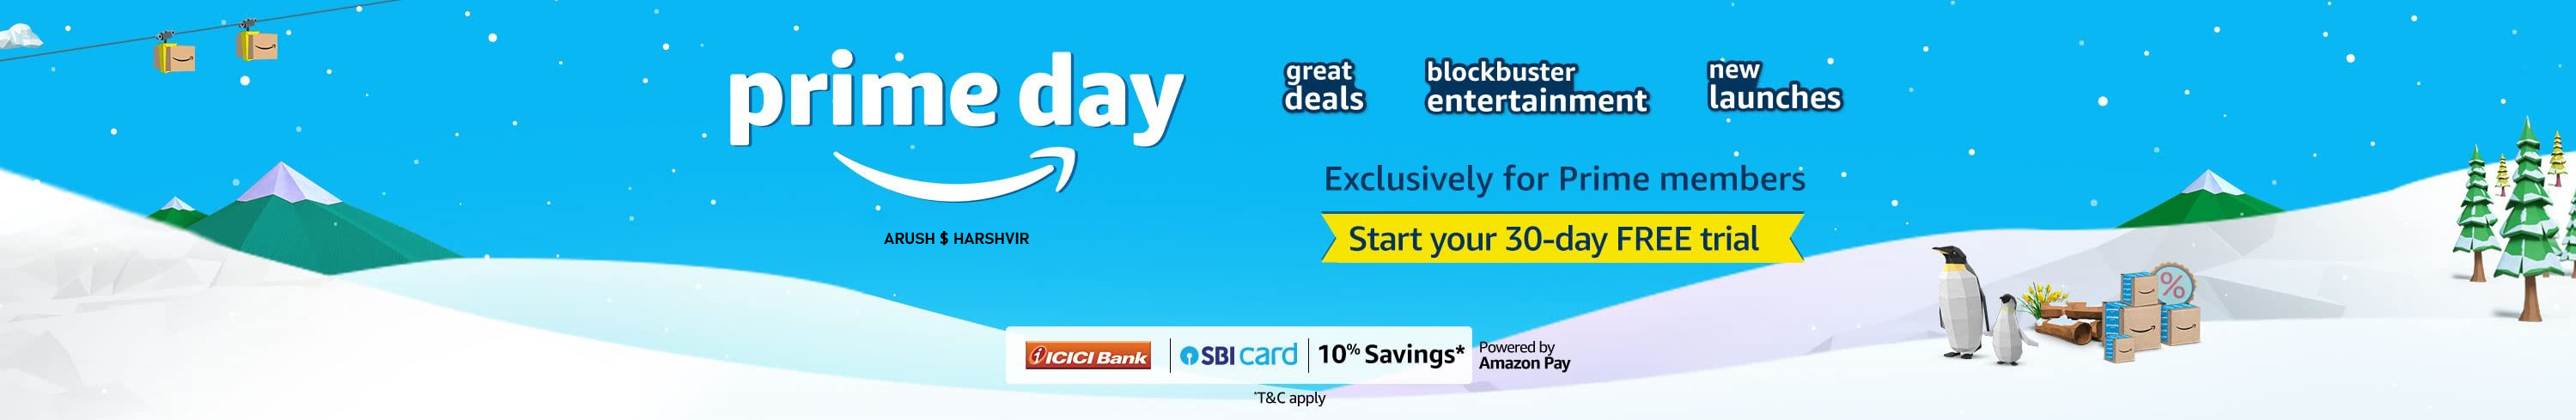 prime day
ARUSH $ HARSHVIR
great
deals
blockbuster
entertainment
new
launches
Exclusively for Prime members
Start your 30-day FREE trial
%
ICICI Bank
SBI card
10% Savings*
Powered by
Amazon Pay
*T&C apply